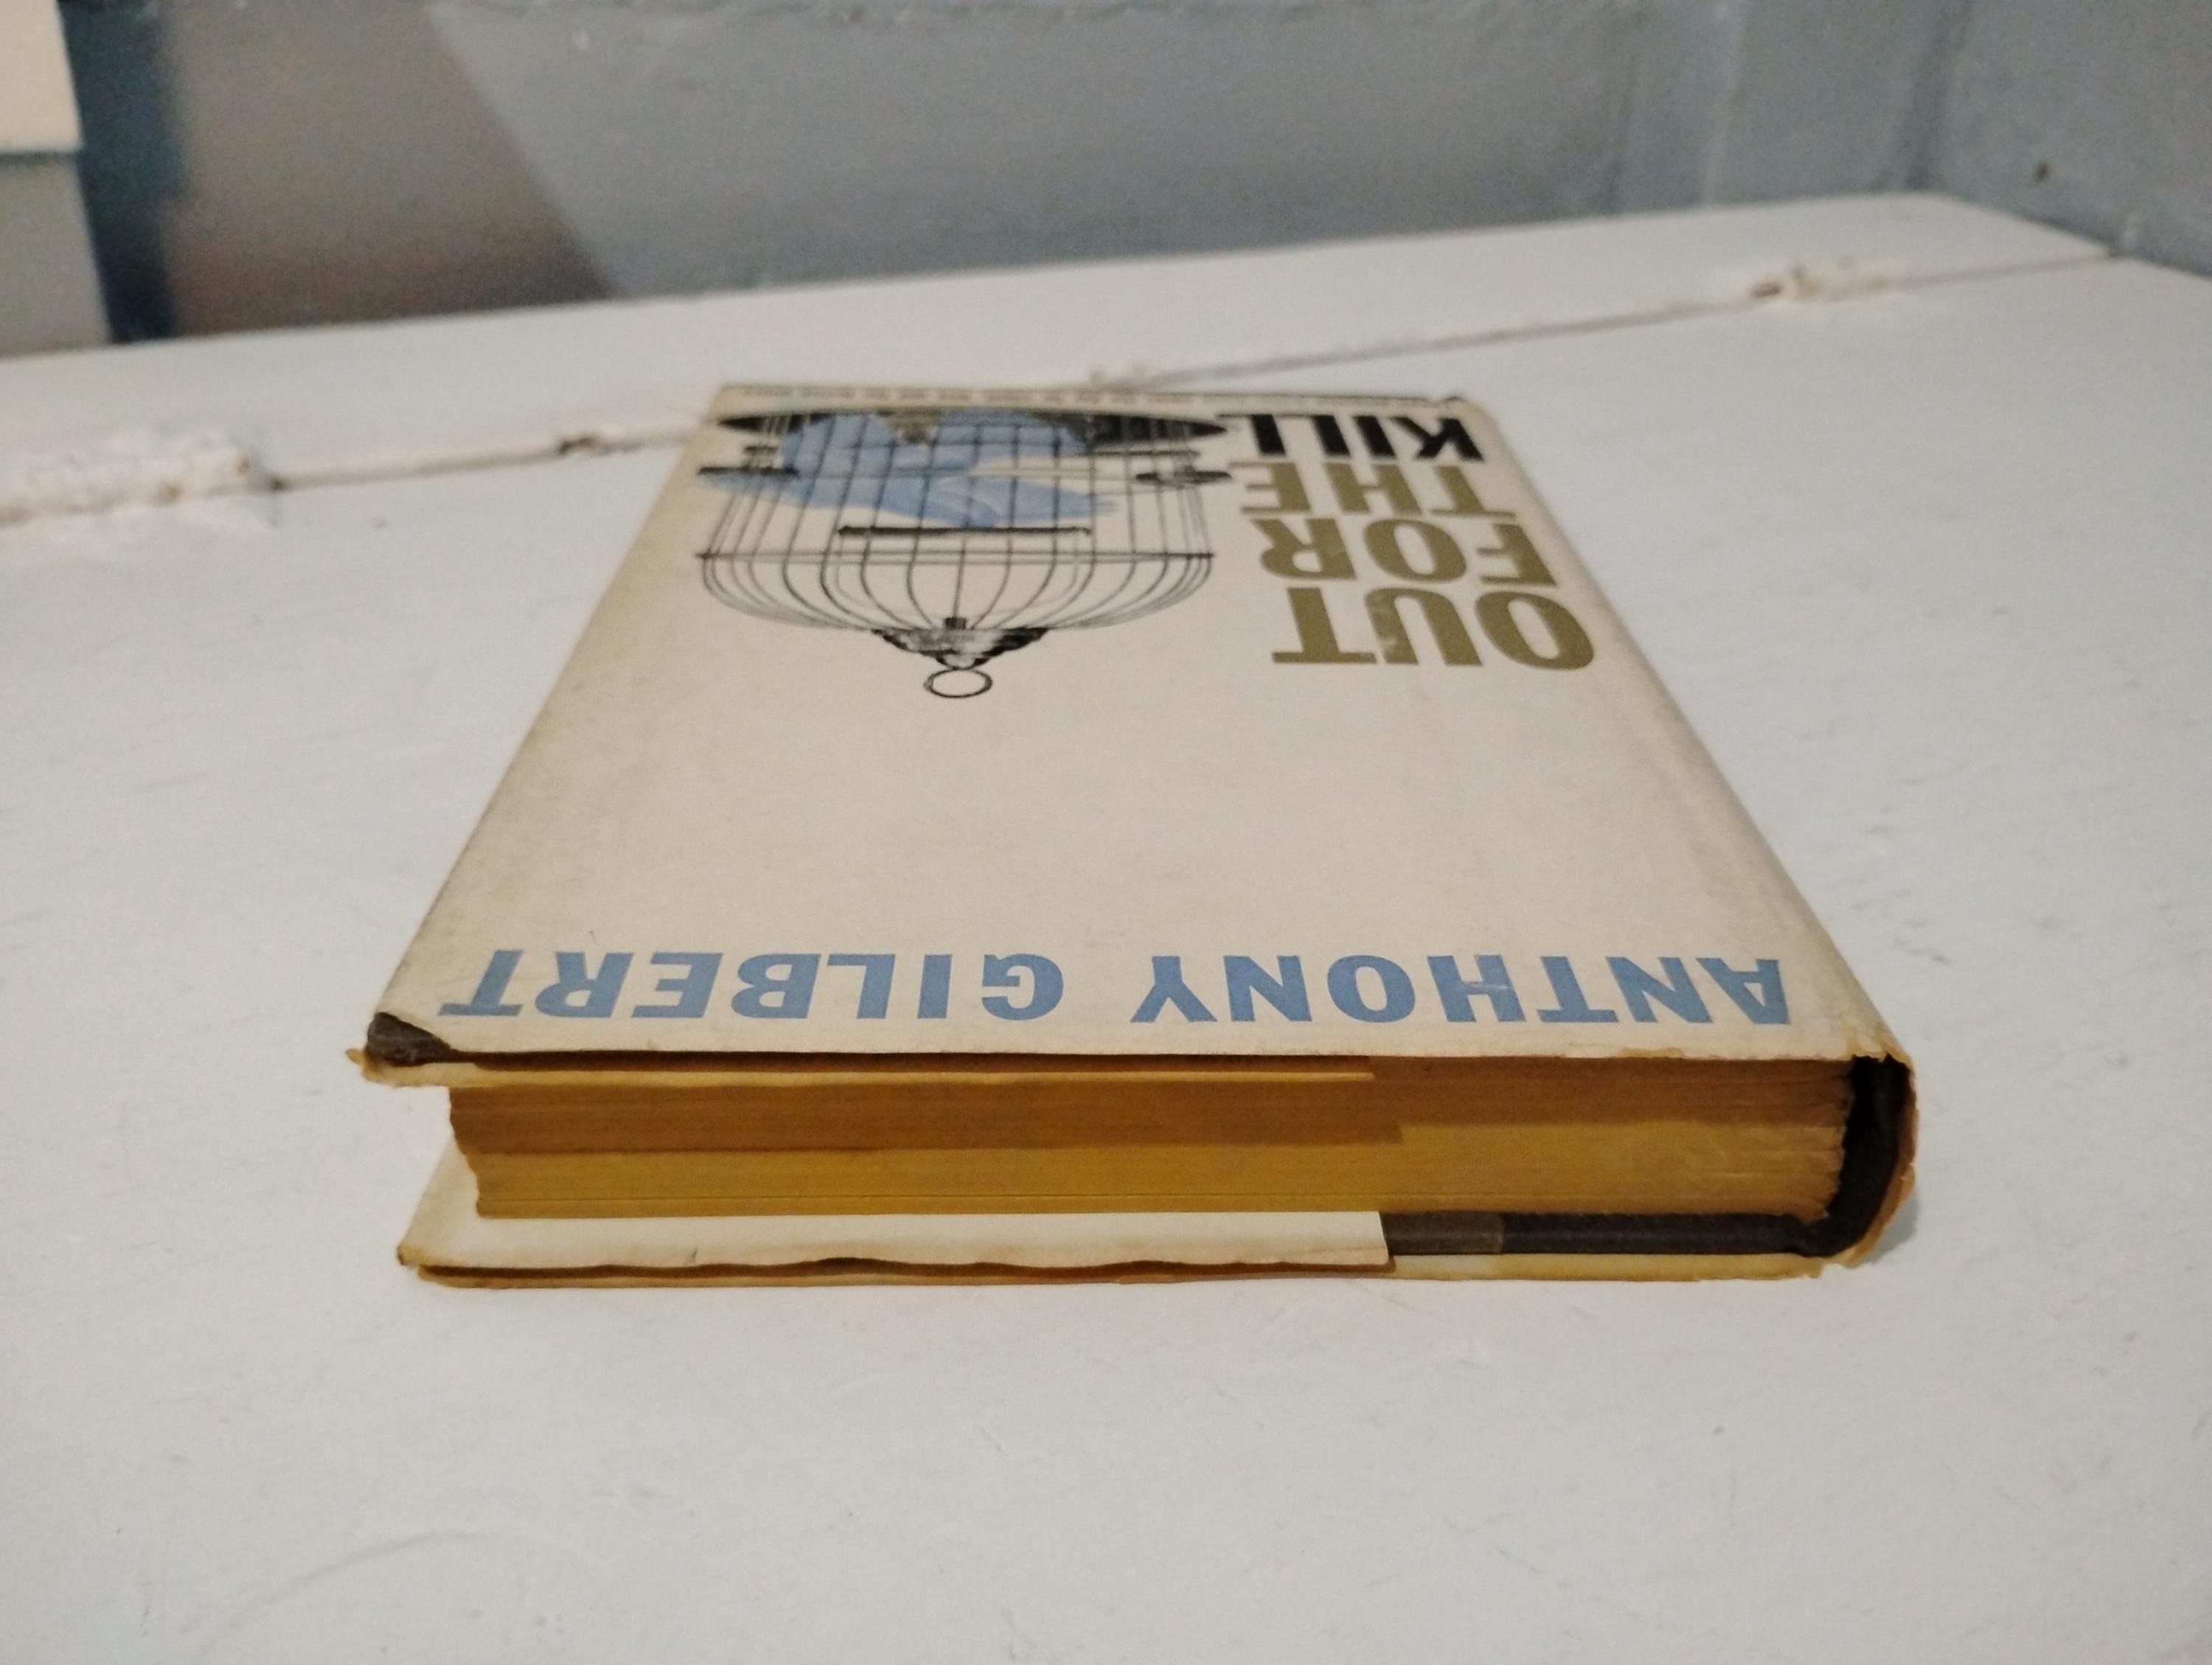 ANTHONY GILBERT
OUT
FOR
THE
KILL